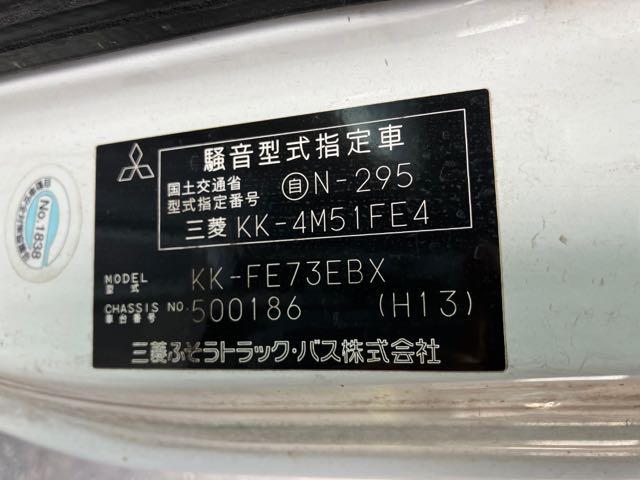 騒音型式指定車
国土交通省
型式指定番号
自N-295
三菱 KK-4M51FE4
MODEL
型式
KK-FE73EBX
CHASSIS NO.
車台番号
500186 (H13)
三菱ふそうトラック・バス株式会社
No.1838